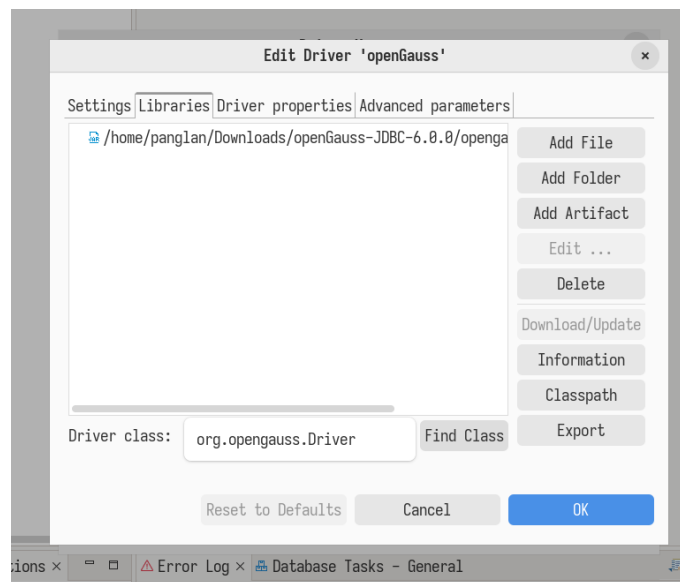 Edit Driver 'openGauss'
Settings Libraries Driver properties Advanced parameters
/home/panglan/Downloads/openGauss-JDBC-6.0.0/openga
Add File
Add Folder
Add Artifact
Edit ...
Delete
Download/Update
Information
Classpath
Export
Driver class: org.opengauss.Driver Find Class
Reset to Defaults Cancel OK
tions Error Log Database Tasks - General